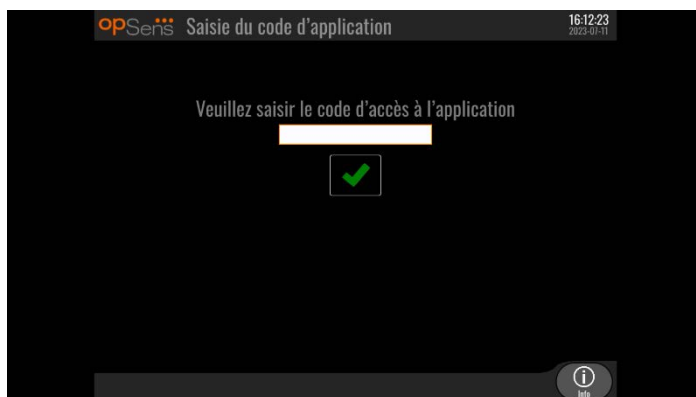 opSens Saisie du code d'application
16:12:23
2023-07-11
Veuillez saisir le code d'accès à l'application
Info